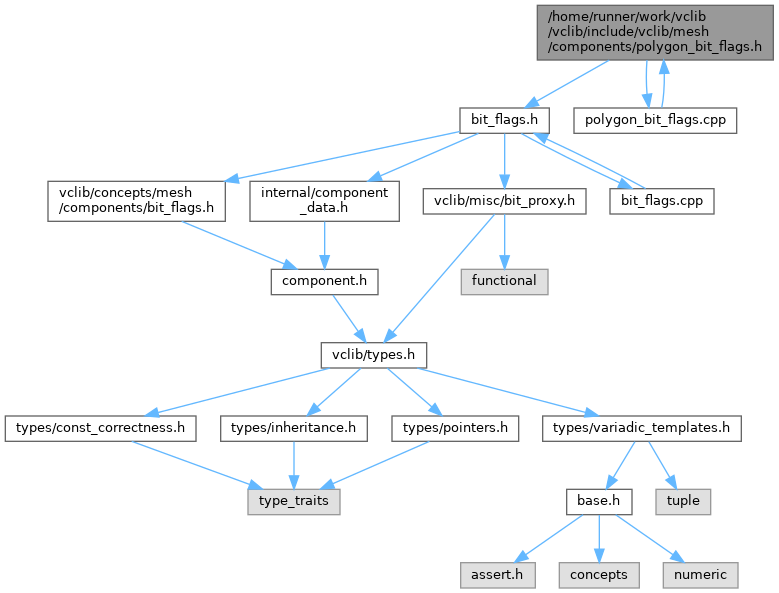 /home/runner/work/vclib
/vclib/include/vclib/mesh
/components/polygon_bit_flags.h
bit_flags.h
polygon_bit_flags.cpp
vclib/concepts/mesh
/components/bit_flags.h
internal/component
_data.h
vclib/misc/bit_proxy.h
bit_flags.cpp
component.h
functional
vclib/types.h
types/const_correctness.h
types/inheritance.h
types/pointers.h
types/variadic_templates.h
type_traits
base.h
tuple
assert.h
concepts
numeric